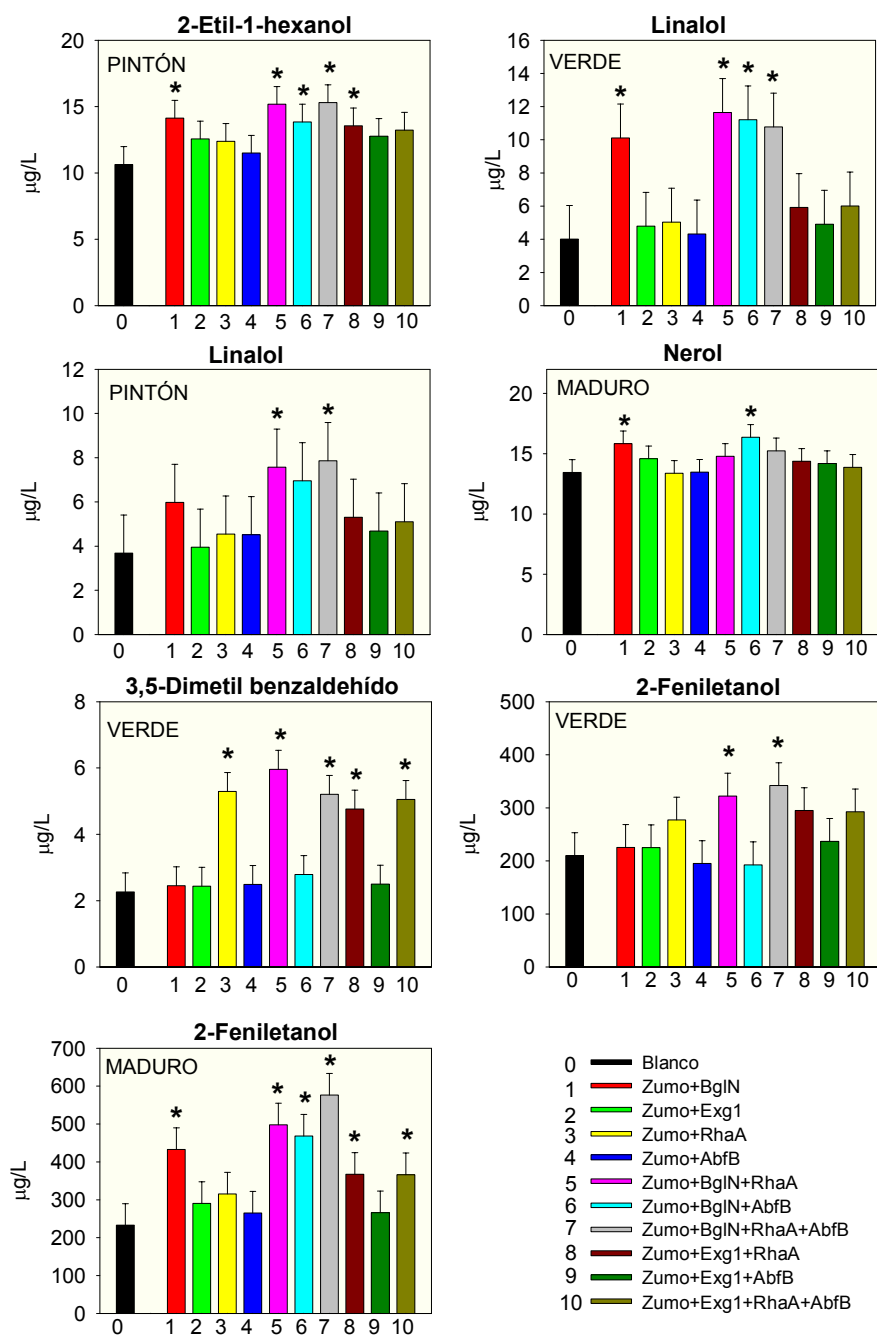 2-Etil-1-hexanol
PINTÓN
µg/L
20
15
10
5
0
* * * * *
0 1 2 3 4 5 6 7 8 9 10
Linalol
VERDE
µg/L
16
14
12
10
8
6
4
2
0
* * * *
0 1 2 3 4 5 6 7 8 9 10
Linalol
PINTÓN
µg/L
12
10
8
6
4
2
0
* *
0 1 2 3 4 5 6 7 8 9 10
Nerol
MADURO
µg/L
20
15
10
5
0
* *
0 1 2 3 4 5 6 7 8 9 10
3,5-Dimetil benzaldehído
VERDE
µg/L
8
6
4
2
0
* * * * *
0 1 2 3 4 5 6 7 8 9 10
2-Feniletanol
VERDE
µg/L
500
400
300
200
100
0
* *
0 1 2 3 4 5 6 7 8 9 10
2-Feniletanol
MADURO
µg/L
700
600
500
400
300
200
100
0
* * * * * *
0 1 2 3 4 5 6 7 8 9 10
0 Blanco
1 Zumo+BglN
2 Zumo+Exg1
3 Zumo+RhaA
4 Zumo+AbfB
5 Zumo+BglN+RhaA
6 Zumo+BglN+AbfB
7 Zumo+BglN+RhaA+AbfB
8 Zumo+Exg1+RhaA
9 Zumo+Exg1+AbfB
10 Zumo+Exg1+RhaA+AbfB